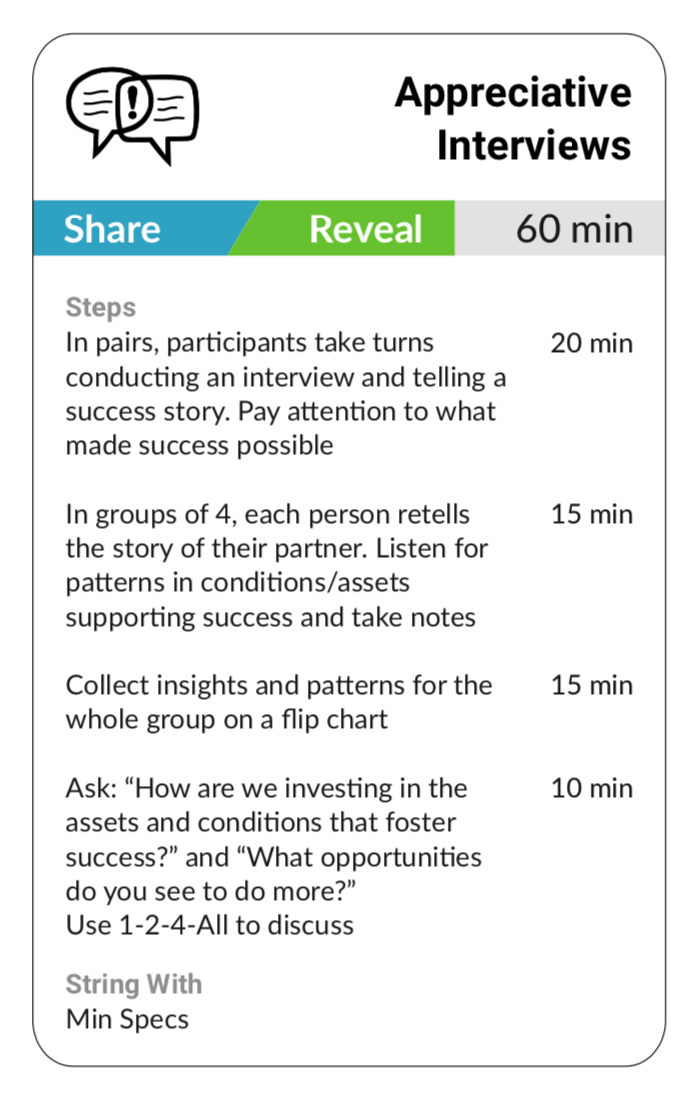 Appreciative
Interviews
Share Reveal 60 min
Steps
In pairs, participants take turns 20 min
conducting an interview and telling a
success story. Pay attention to what
made success possible
In groups of 4, each person retells 15 min
the story of their partner. Listen for
patterns in conditions/assets
supporting success and take notes
Collect insights and patterns for the 15 min
whole group on a flip chart
Ask: “How are we investing in the 10 min
assets and conditions that foster
success?” and “What opportunities
do you see to do more?”
Use 1-2-4-All to discuss
String With
Min Specs